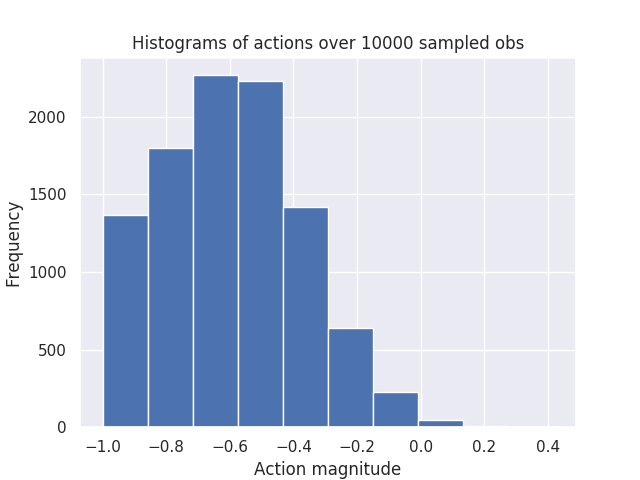 Histograms of actions over 10000 sampled obs
2000
1500
1000
500
0
Frequency
−1.0 −0.8 −0.6 −0.4 −0.2 0.0 0.2 0.4
Action magnitude